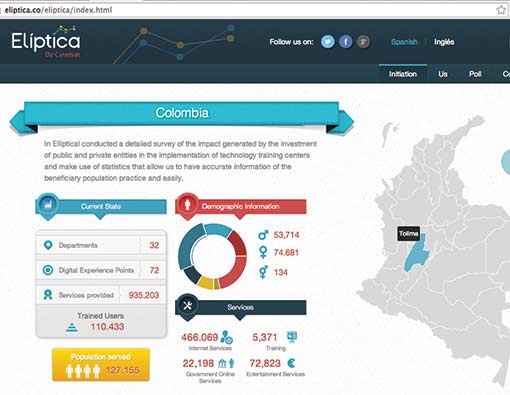 eliptica.co/eliptica/index.html
Elíptica
By Cytelsat
Follow us on:
Spanish
Inglés
Initiation
Us
Poll
Colombia
In Elliptical conducted a detailed survey of the impact generated by the investment
of public and private entities in the implementation of technology training centers
and make use of statistics that allow us to have accurate information of the
beneficiary population practice and easily.
Current State
Departments 32
Digital Experience Points 72
Services provided 935.203
Trained Users
110.433
Population served
127.155
Demographic Information
53,714
74,681
134
Services
466.069
Internet Services
5,371
Training
22,198
Government Online
Services
72,823
Entertainment Services
Tolima